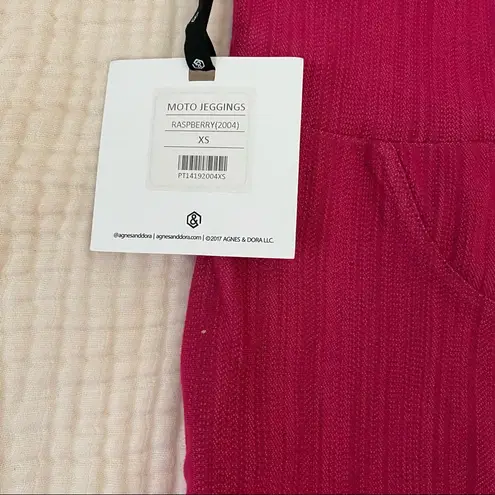 MOTO JEGGINGS
RASPBERRY(2004)
XS
PT14192004XS
&
@agnesanddora | agnesanddora.com | ©2017 AGNES & DORA LLC.